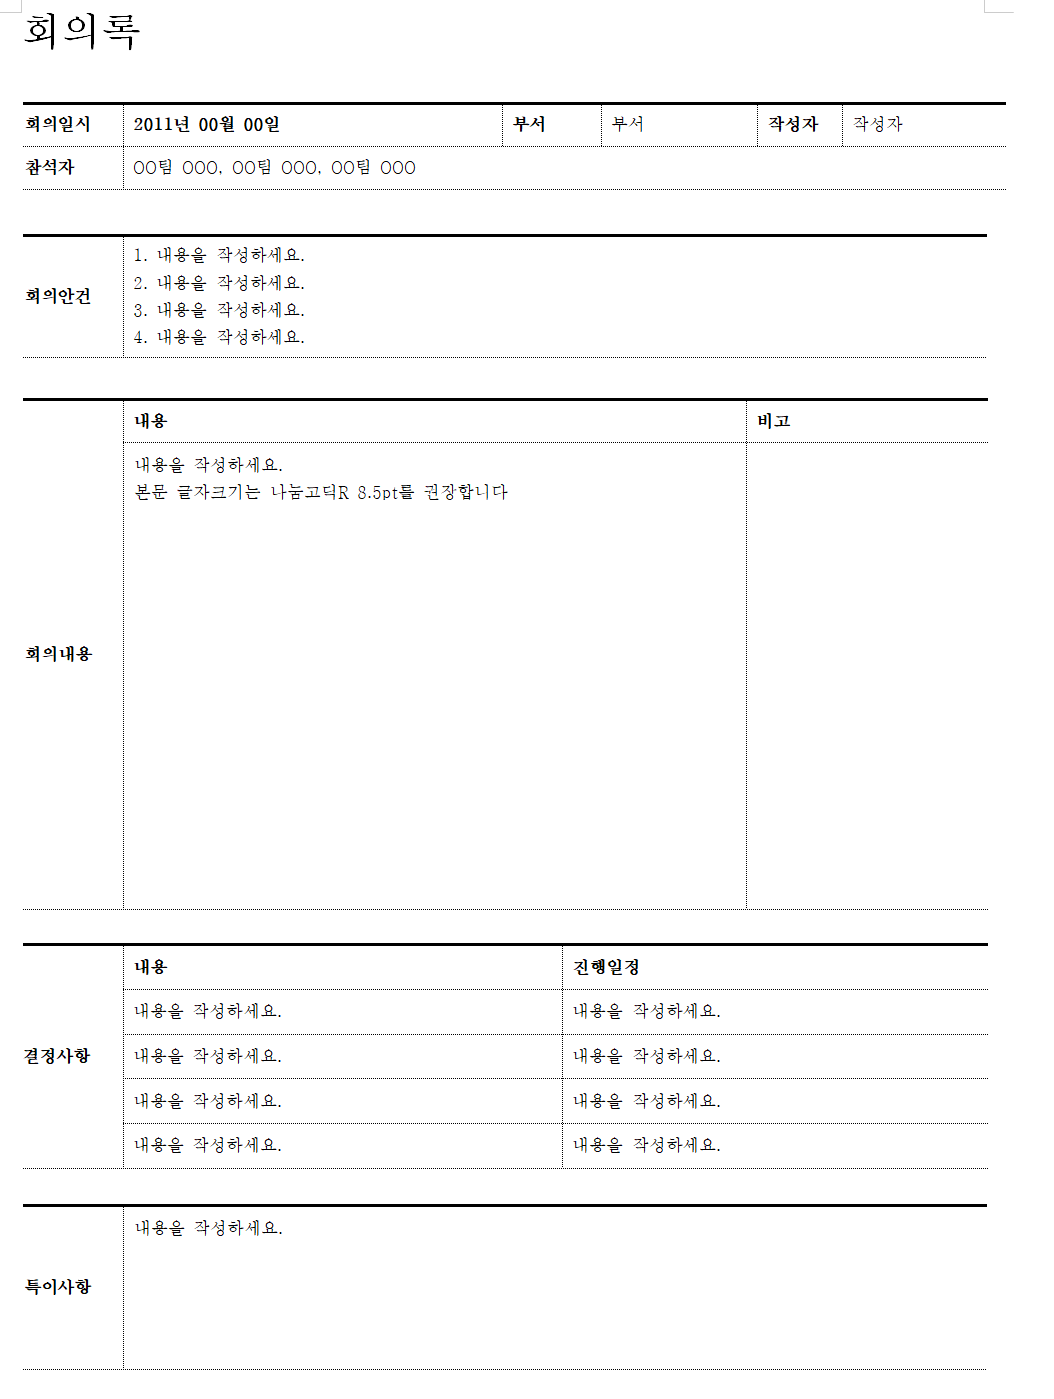 회의록
회의일시 2011년 00월 00일 부서 부서 작성자 작성자
참석자 OO팀 OOO, OO팀 OOO, OO팀 OOO
회의안건
1. 내용을 작성하세요.
2. 내용을 작성하세요.
3. 내용을 작성하세요.
4. 내용을 작성하세요.
내용 비고
내용을 작성하세요.
본문 글자크기는 나눔고딕R 8.5pt를 권장합니다
회의내용
내용 진행일정
내용을 작성하세요. 내용을 작성하세요.
결정사항 내용을 작성하세요. 내용을 작성하세요.
내용을 작성하세요. 내용을 작성하세요.
내용을 작성하세요. 내용을 작성하세요.
내용을 작성하세요.
특이사항